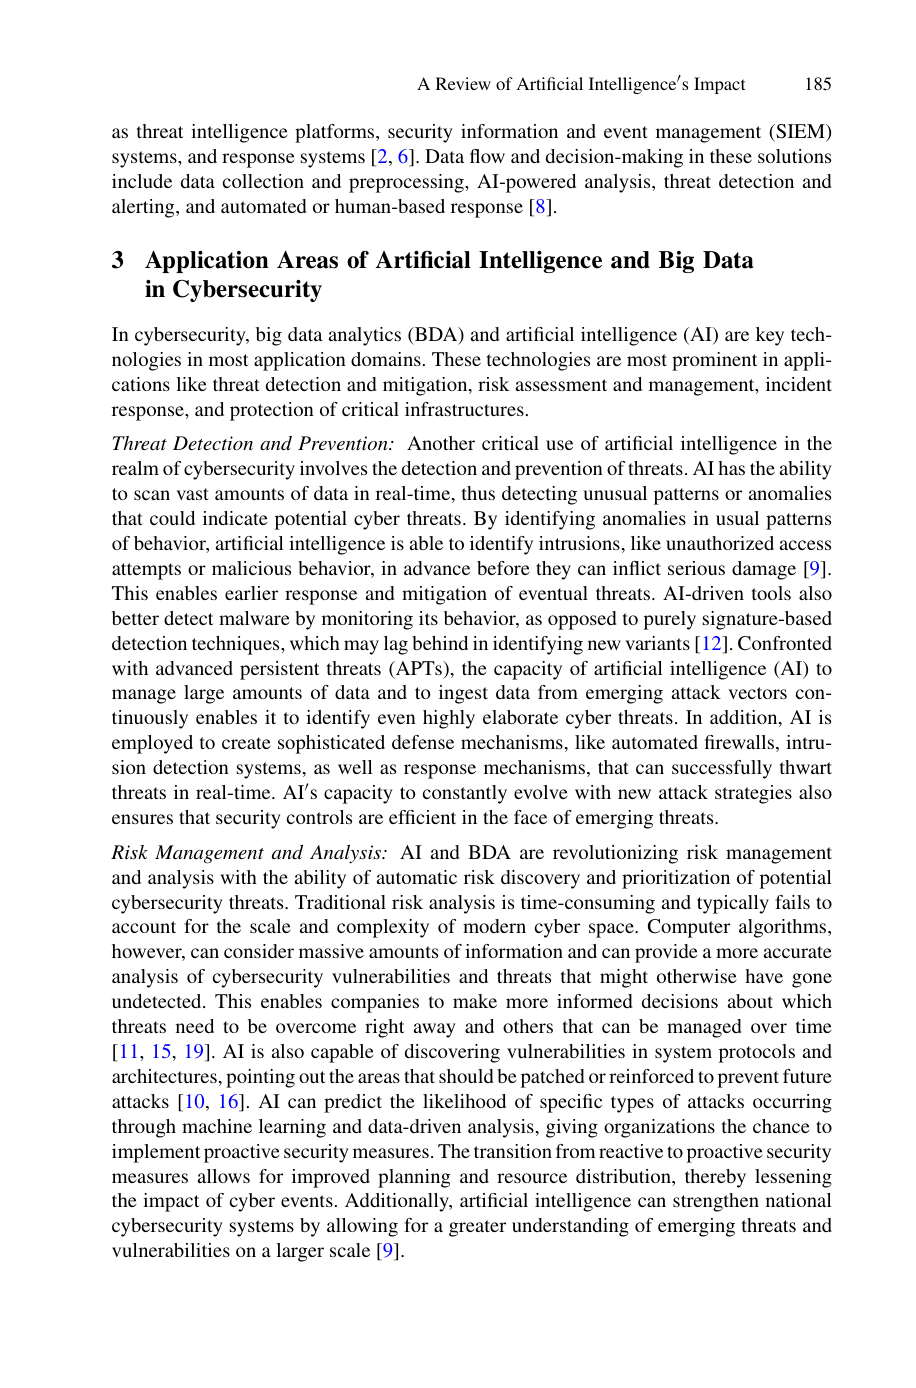 A Review of Artificial Intelligence′s Impact 185
as threat intelligence platforms, security information and event management (SIEM)
systems, and response systems [2, 6]. Data flow and decision-making in these solutions
include data collection and preprocessing, AI-powered analysis, threat detection and
alerting, and automated or human-based response [8].
3 Application Areas of Artificial Intelligence and Big Data
in Cybersecurity
In cybersecurity, big data analytics (BDA) and artificial intelligence (AI) are key tech-
nologies in most application domains. These technologies are most prominent in appli-
cations like threat detection and mitigation, risk assessment and management, incident
response, and protection of critical infrastructures.
Threat Detection and Prevention: Another critical use of artificial intelligence in the
realm of cybersecurity involves the detection and prevention of threats. AI has the ability
to scan vast amounts of data in real-time, thus detecting unusual patterns or anomalies
that could indicate potential cyber threats. By identifying anomalies in usual patterns
of behavior, artificial intelligence is able to identify intrusions, like unauthorized access
attempts or malicious behavior, in advance before they can inflict serious damage [9].
This enables earlier response and mitigation of eventual threats. AI-driven tools also
better detect malware by monitoring its behavior, as opposed to purely signature-based
detection techniques, which may lag behind in identifying new variants [12]. Confronted
with advanced persistent threats (APTs), the capacity of artificial intelligence (AI) to
manage large amounts of data and to ingest data from emerging attack vectors con-
tinuously enables it to identify even highly elaborate cyber threats. In addition, AI is
employed to create sophisticated defense mechanisms, like automated firewalls, intru-
sion detection systems, as well as response mechanisms, that can successfully thwart
threats in real-time. AI′s capacity to constantly evolve with new attack strategies also
ensures that security controls are efficient in the face of emerging threats.
Risk Management and Analysis: AI and BDA are revolutionizing risk management
and analysis with the ability of automatic risk discovery and prioritization of potential
cybersecurity threats. Traditional risk analysis is time-consuming and typically fails to
account for the scale and complexity of modern cyber space. Computer algorithms,
however, can consider massive amounts of information and can provide a more accurate
analysis of cybersecurity vulnerabilities and threats that might otherwise have gone
undetected. This enables companies to make more informed decisions about which
threats need to be overcome right away and others that can be managed over time
[11, 15, 19]. AI is also capable of discovering vulnerabilities in system protocols and
architectures, pointing out the areas that should be patched or reinforced to prevent future
attacks [10, 16]. AI can predict the likelihood of specific types of attacks occurring
through machine learning and data-driven analysis, giving organizations the chance to
implement proactive security measures. The transition from reactive to proactive security
measures allows for improved planning and resource distribution, thereby lessening
the impact of cyber events. Additionally, artificial intelligence can strengthen national
cybersecurity systems by allowing for a greater understanding of emerging threats and
vulnerabilities on a larger scale [9].